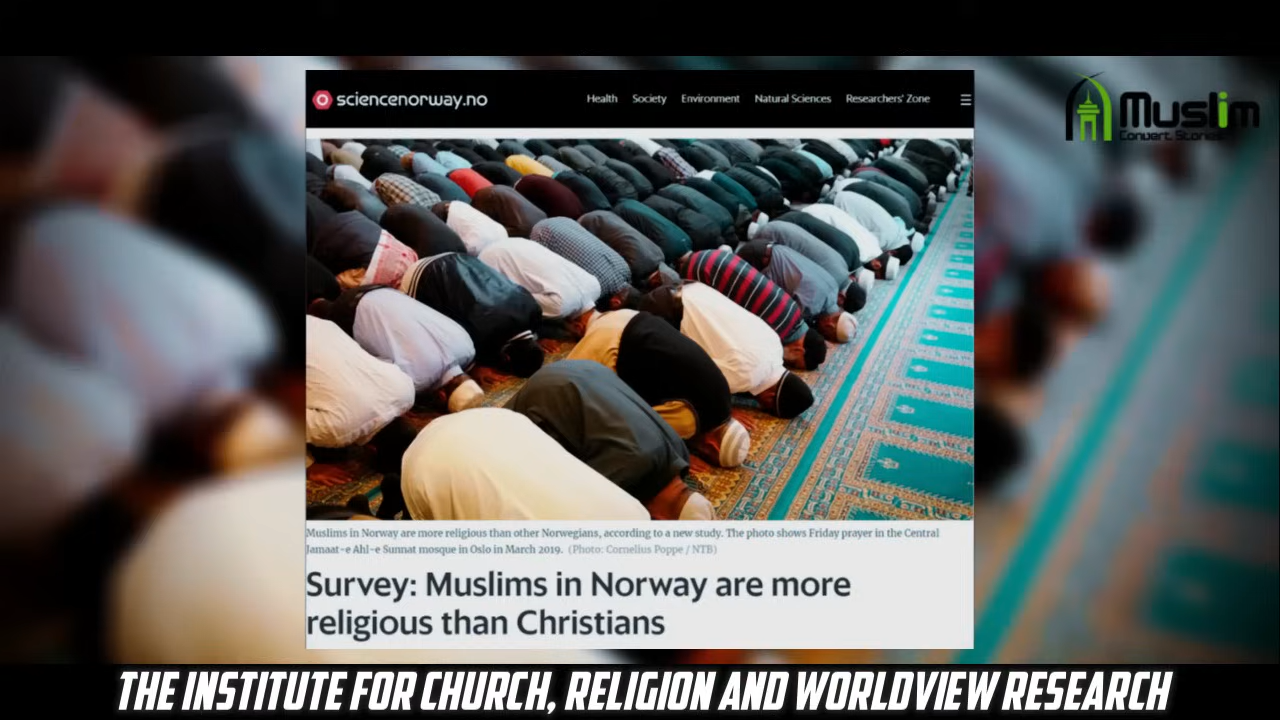 sciencenorway.no
Health Society Environment Natural Sciences Researchers' Zone
Muslim
Convert Stories
Muslims in Norway are more religious than other Norwegians, according to a new study. The photo shows Friday prayer in the Central
Jamaat-e Ahl-e Sunnat mosque in Oslo in March 2019. (Photo: Cornelius Poppe / NTB)
Survey: Muslims in Norway are more
religious than Christians
THE INSTITUTE FOR CHURCH, RELIGION AND WORLDVIEW RESEARCH